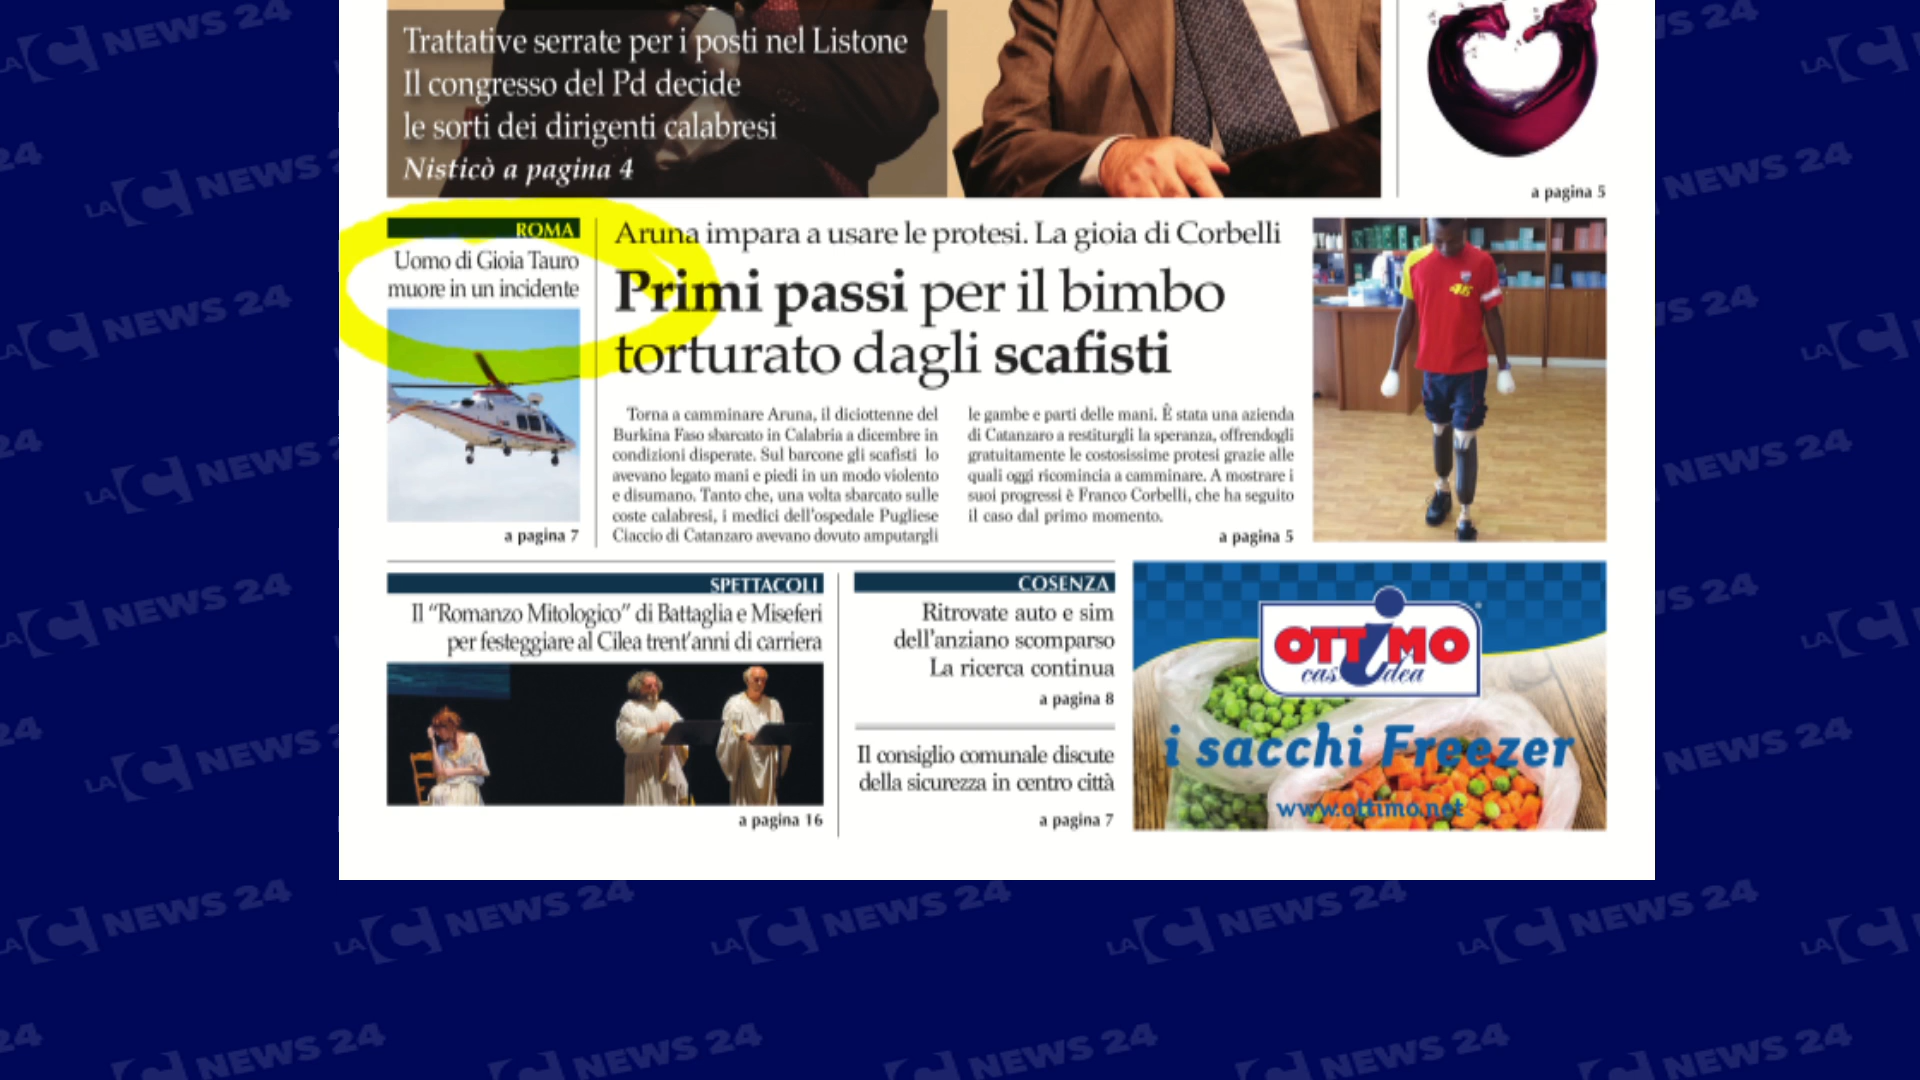 Trattative serrate per i posti nel Listone
Il congresso del Pd decide
le sorti dei dirigenti calabresi
Nisticò a pagina 4
a pagina 5
ROMA
Uomo di Gioia Tauro
muore in un incidente
a pagina 7
Aruna impara a usare le protesi. La gioia di Corbelli
Primi passi per il bimbo
torturato dagli scafisti
Torna a camminare Aruna, il diciottenne del
Burkina Faso sbarcato in Calabria a dicembre in
condizioni disperate. Sul barcone gli scafisti lo
avevano legato mani e piedi in un modo violento
e disumano. Tanto che, una volta sbarcato sulle
coste calabresi, i medici dell'ospedale Pugliese
Ciaccio di Catanzaro avevano dovuto amputargli
le gambe e parti delle mani. È stata una azienda
di Catanzaro a restiturgli la speranza, offrendogli
gratuitamente le costosissime protesi grazie alle
quali oggi ricomincia a camminare. A mostrare i
suoi progressi è Franco Corbelli, che ha seguito
il caso dal primo momento.
a pagina 5
46
SPETTACOLI
Il "Romanzo Mitologico" di Battaglia e Miseferi
per festeggiare al Cilea trent'anni di carriera
a pagina 16
COSENZA
Ritrovate auto e sim
dell'anziano scomparso
La ricerca continua
a pagina 8
Il consiglio comunale discute
della sicurezza in centro città
a pagina 7
OTTIMO
casidea
i sacchi Freezer
www.ottimo.net
LAC NEWS 24